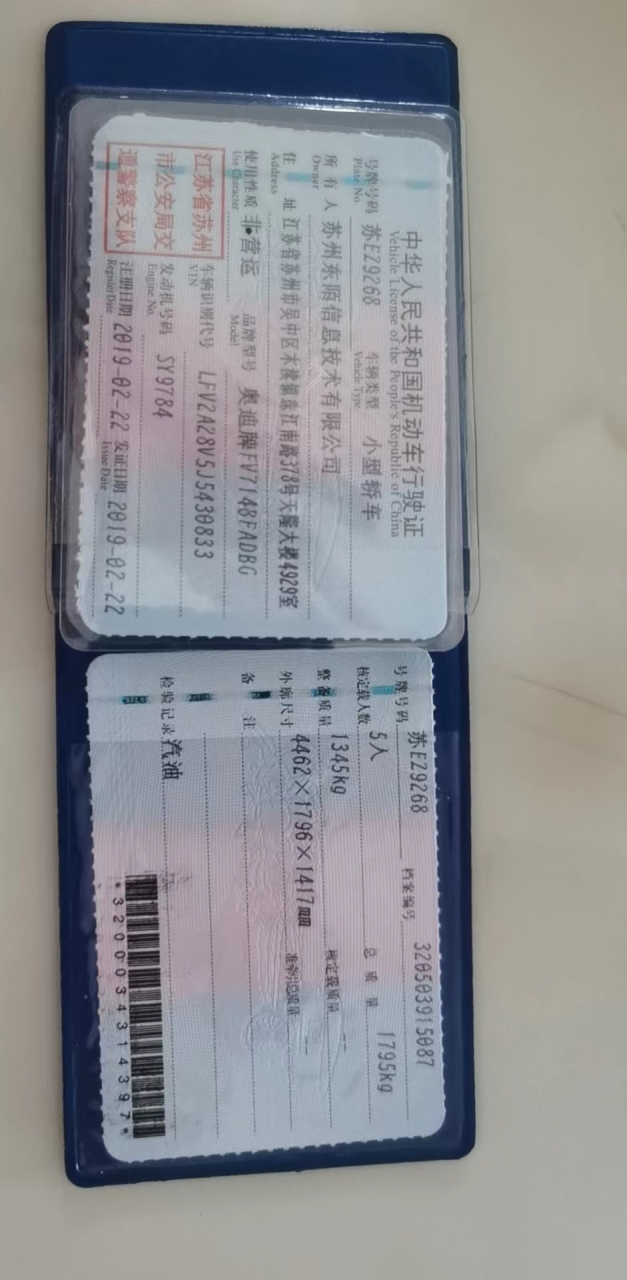 中华人民共和国机动车行驶证
Vehicle License of the People's Republic of China
号牌号码 苏EZ9268 车辆类型 小型轿车
Plate No. Vehicle Type
所有人 苏州东陌信息技术有限公司
Owner
住址 江苏省苏州市吴中区木渎镇珠江南路378号天隆大楼4929室
Address
使用性质 非营运 品牌型号 奥迪牌FV7148FADBG
Use Character Model
江苏省苏州
市公安局交
通警察支队
车辆识别代号 LFV2A28V5J5430833
VIN
发动机号码 SY9784
Engine No.
注册日期 2019-02-22 发证日期 2019-02-22
Register Date Issue Date
号牌号码 苏EZ9268 档案编号 320503915087
核定载人数 5人 总质量 1795kg
整备质量 1345kg 核定载质量 --
外廓尺寸 4462×1796×1417mm 准牵引总质量 --
备注
检验记录 汽油
*3200034314397*